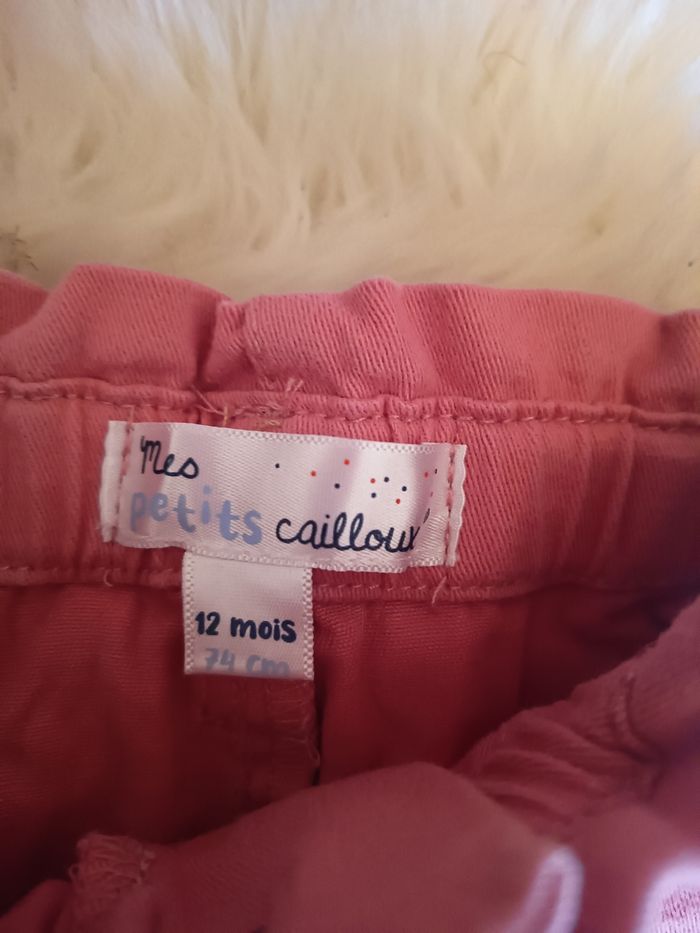 Mes
petits cailloux
12 mois
74 cm